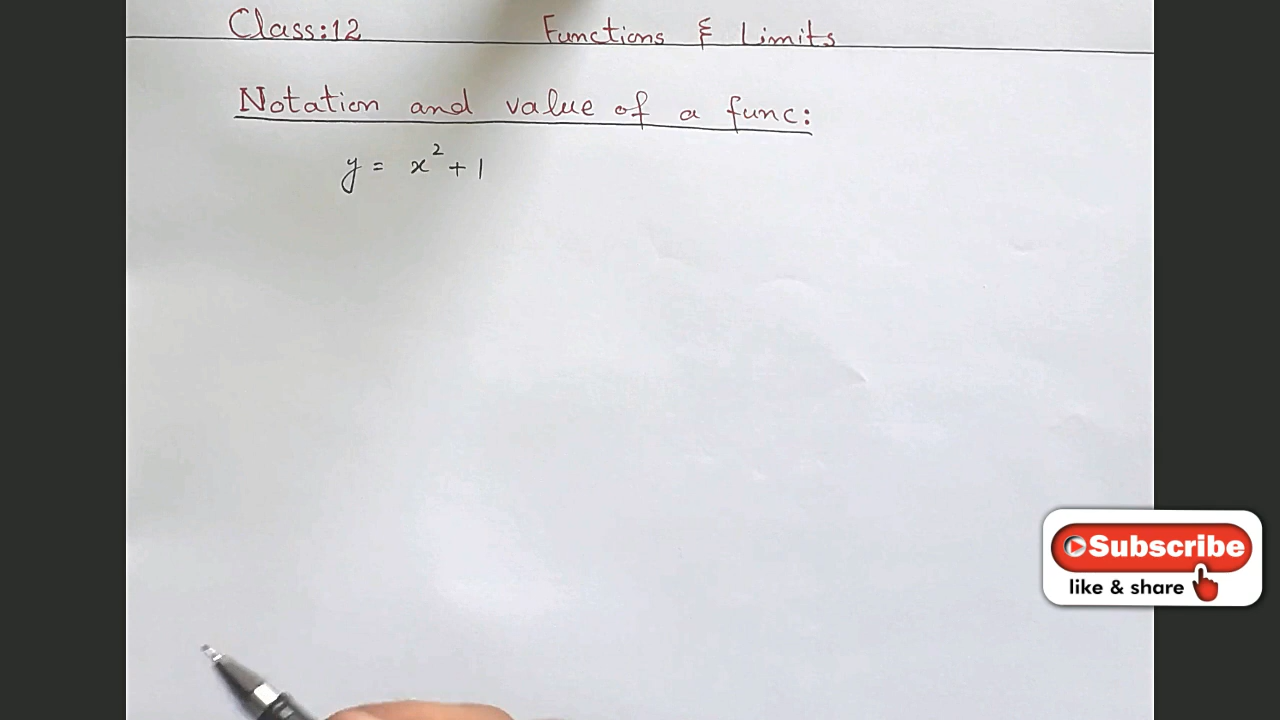 Class:12 Functions & Limits
Notation and value of a func:
y = x² + 1
Subscribe
like & share